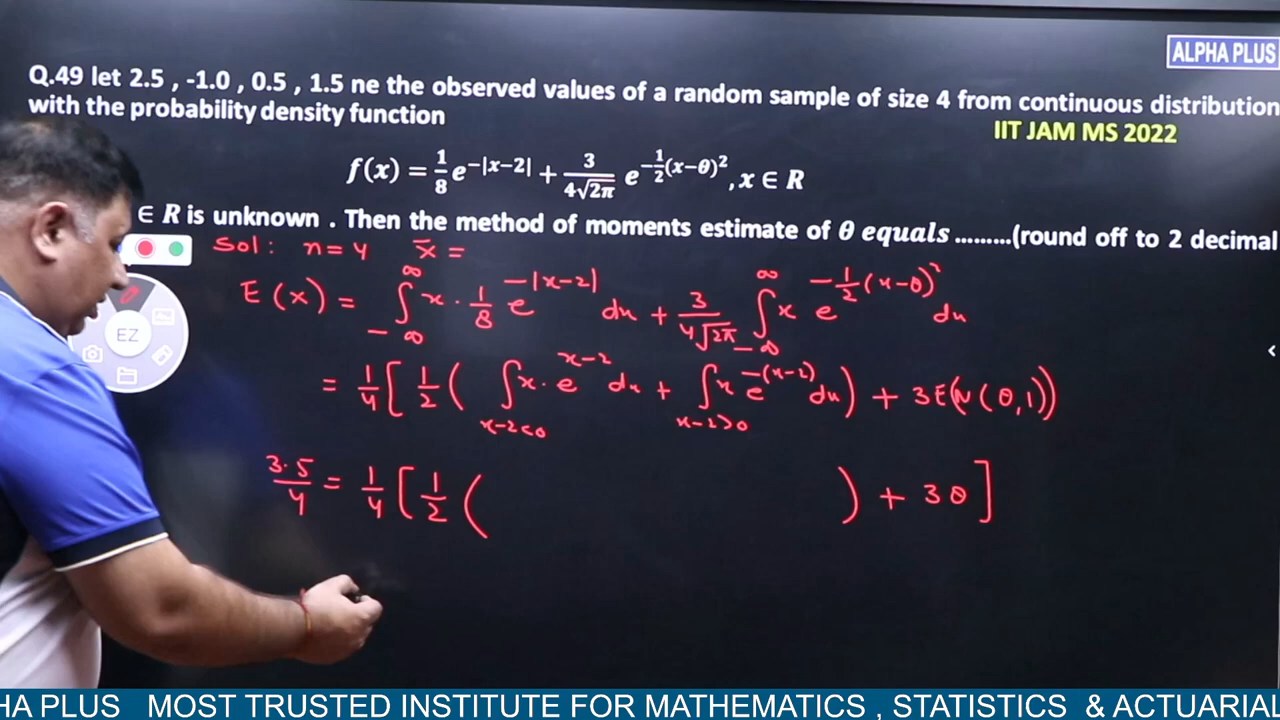 ALPHA PLUS
Q.49 let 2.5 , -1.0 , 0.5 , 1.5 ne the observed values of a random sample of size 4 from continuous distribution
with the probability density function
IIT JAM MS 2022
f(x) = 1/8 e^{-|x-2|} + 3/(4√(2π)) e^{-1/2(x-θ)^2} , x ∈ R
∈ R is unknown . Then the method of moments estimate of θ equals .........(round off to 2 decimal
Sol: n=4 x̄ =
E(x) = ∫_{-∞}^{∞} x · 1/8 e^{-|x-2|} dx + 3/(4√(2π)) ∫_{-∞}^{∞} x e^{-1/2(x-θ)^2} dx
= 1/4 [ 1/2 ( ∫_{x-2<0} x · e^{x-2} dx + ∫_{x-2>0} x e^{-(x-2)} dx ) + 3E(N(θ,1))
3.5/4 = 1/4 [ 1/2 ( ) + 3θ ]
EZ
HA PLUS MOST TRUSTED INSTITUTE FOR MATHEMATICS , STATISTICS & ACTUARIAL